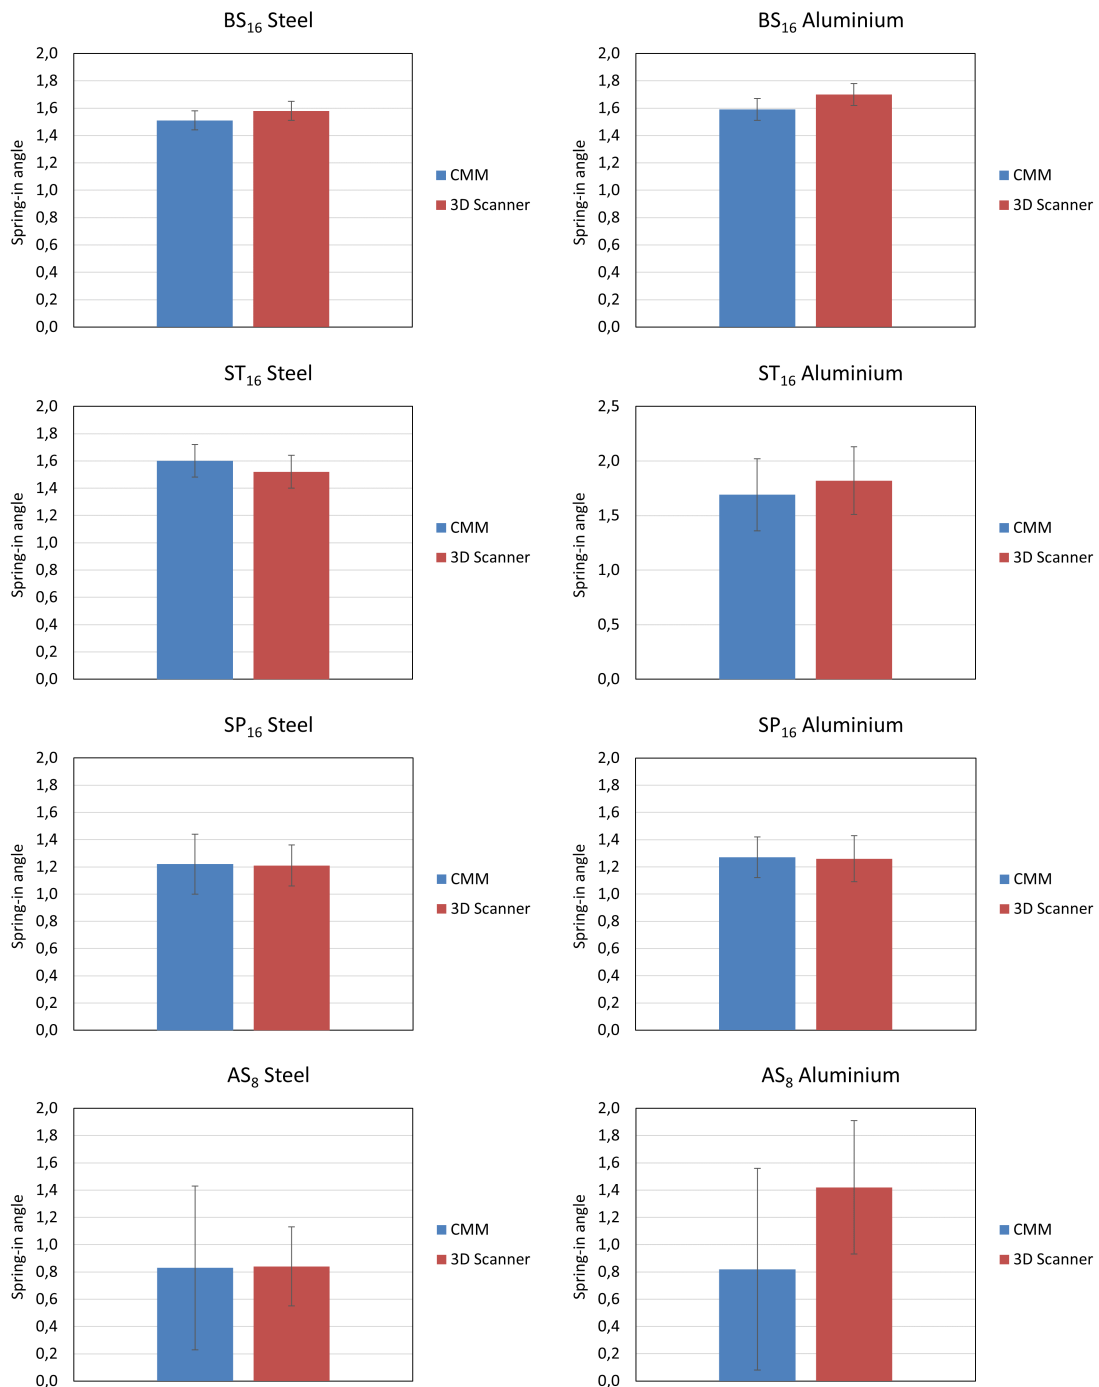 BS16 Steel
2,0
1,8
1,6
1,4
1,2
1,0
0,8
0,6
0,4
0,2
0,0
Spring-in angle
CMM
3D Scanner
BS16 Aluminium
2,0
1,8
1,6
1,4
1,2
1,0
0,8
0,6
0,4
0,2
0,0
Spring-in angle
CMM
3D Scanner
ST16 Steel
2,0
1,8
1,6
1,4
1,2
1,0
0,8
0,6
0,4
0,2
0,0
Spring-in angle
CMM
3D Scanner
ST16 Aluminium
2,5
2,0
1,5
1,0
0,5
0,0
Spring-in angle
CMM
3D Scanner
SP16 Steel
2,0
1,8
1,6
1,4
1,2
1,0
0,8
0,6
0,4
0,2
0,0
Spring-in angle
CMM
3D Scanner
SP16 Aluminium
2,0
1,8
1,6
1,4
1,2
1,0
0,8
0,6
0,4
0,2
0,0
Spring-in angle
CMM
3D Scanner
AS8 Steel
2,0
1,8
1,6
1,4
1,2
1,0
0,8
0,6
0,4
0,2
0,0
Spring-in angle
CMM
3D Scanner
AS8 Aluminium
2,0
1,8
1,6
1,4
1,2
1,0
0,8
0,6
0,4
0,2
0,0
Spring-in angle
CMM
3D Scanner